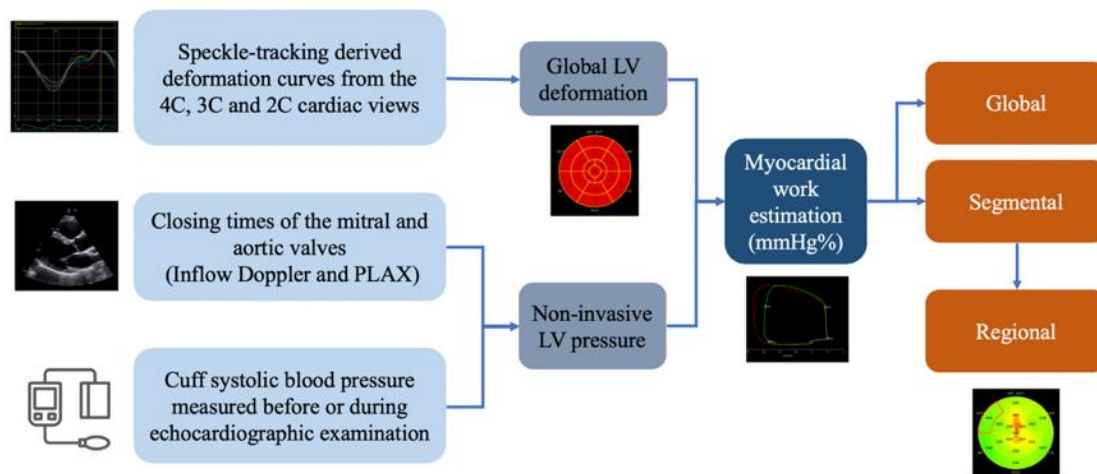 Speckle-tracking derived
deformation curves from the
4C, 3C and 2C cardiac views
Global LV
deformation
Closing times of the mitral and
aortic valves
(Inflow Doppler and PLAX)
Cuff systolic blood pressure
measured before or during
echocardiographic examination
Non-invasive
LV pressure
Myocardial
work
estimation
(mmHg%)
Global
Segmental
Regional